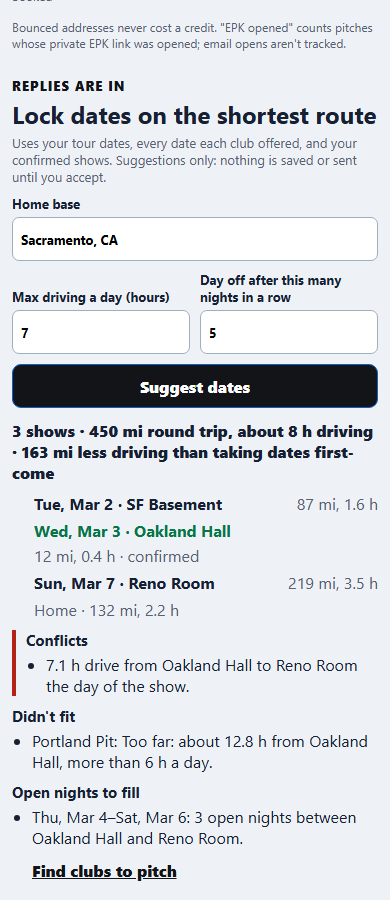 Bounced addresses never cost a credit. "EPK opened" counts pitches
whose private EPK link was opened; email opens aren't tracked.
REPLIES ARE IN
Lock dates on the shortest route
Uses your tour dates, every date each club offered, and your
confirmed shows. Suggestions only: nothing is saved or sent
until you accept.
Home base
Sacramento, CA
Max driving a day (hours)
7
Day off after this many
nights in a row
5
Suggest dates
3 shows · 450 mi round trip, about 8 h driving
· 163 mi less driving than taking dates first-
come
Tue, Mar 2 · SF Basement 87 mi, 1.6 h
Wed, Mar 3 · Oakland Hall
12 mi, 0.4 h · confirmed
Sun, Mar 7 · Reno Room 219 mi, 3.5 h
Home · 132 mi, 2.2 h
Conflicts
• 7.1 h drive from Oakland Hall to Reno Room
the day of the show.
Didn't fit
• Portland Pit: Too far: about 12.8 h from Oakland
Hall, more than 6 h a day.
Open nights to fill
• Thu, Mar 4–Sat, Mar 6: 3 open nights between
Oakland Hall and Reno Room.
Find clubs to pitch